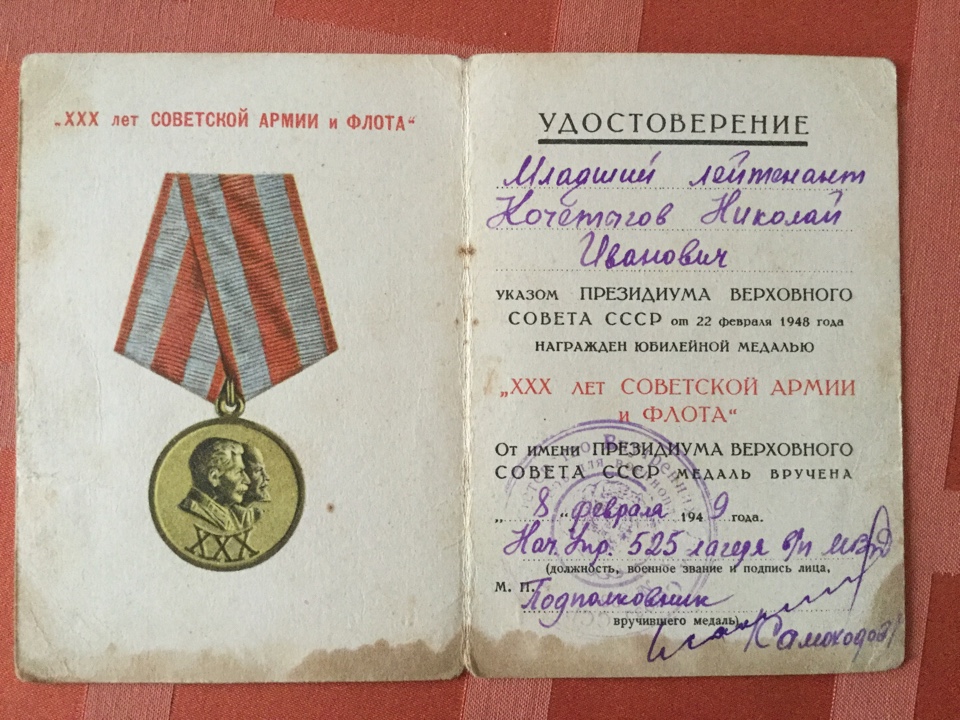 „XXX лет СОВЕТСКОЙ АРМИИ и ФЛОТА“
XXX
УДОСТОВЕРЕНИЕ
Младший лейтенант
Кочетыгов Николай
Иванович
УКАЗОМ ПРЕЗИДИУМА ВЕРХОВНОГО
СОВЕТА СССР от 22 февраля 1948 года
НАГРАЖДЕН ЮБИЛЕЙНОЙ МЕДАЛЬЮ
„XXX ЛЕТ СОВЕТСКОЙ АРМИИ
и ФЛОТА“
От имени ПРЕЗИДИУМА ВЕРХОВНОГО
СОВЕТА СССР МЕДАЛЬ ВРУЧЕНА
„ 8 “ февраля 1949 года.
Нач. Упр. 525 лагеря в/п МВД
(должность, военное звание и подпись лица,
М. П. Подполковник
вручившего медаль)
Самоходов